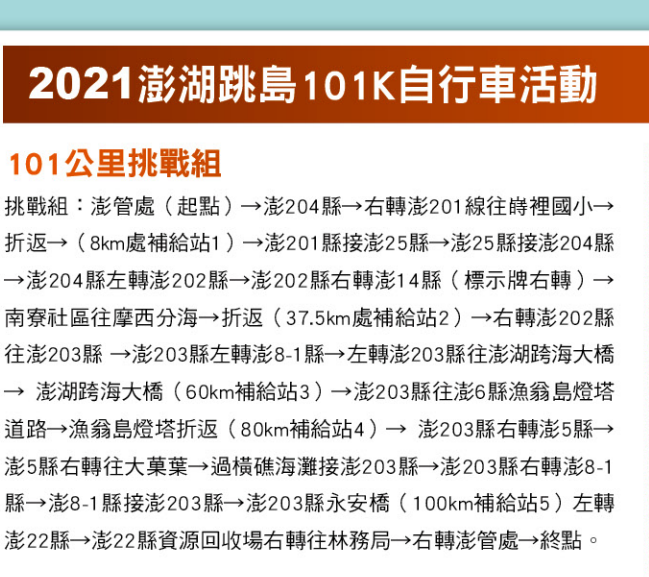 2021澎湖跳島101K自行車活動
101公里挑戰組
挑戰組：澎管處（起點）→澎204縣→右轉澎201線往嵵裡國小→
折返→（8km處補給站1）→澎201縣接澎25縣→澎25縣接澎204縣
→澎204縣左轉澎202縣→澎202縣右轉澎14縣（標示牌右轉）→
南寮社區往摩西分海→折返（37.5km處補給站2）→右轉澎202縣
往澎203縣 →澎203縣左轉澎8-1縣→左轉澎203縣往澎湖跨海大橋
→ 澎湖跨海大橋（60km補給站3）→澎203縣往澎6縣漁翁島燈塔
道路→漁翁島燈塔折返（80km補給站4）→ 澎203縣右轉澎5縣→
澎5縣右轉往大菓葉→過橫礁海灘接澎203縣→澎203縣右轉澎8-1
縣→澎8-1縣接澎203縣→澎203縣永安橋（100km補給站5）左轉
澎22縣→澎22縣資源回收場右轉往林務局→右轉澎管處→終點。